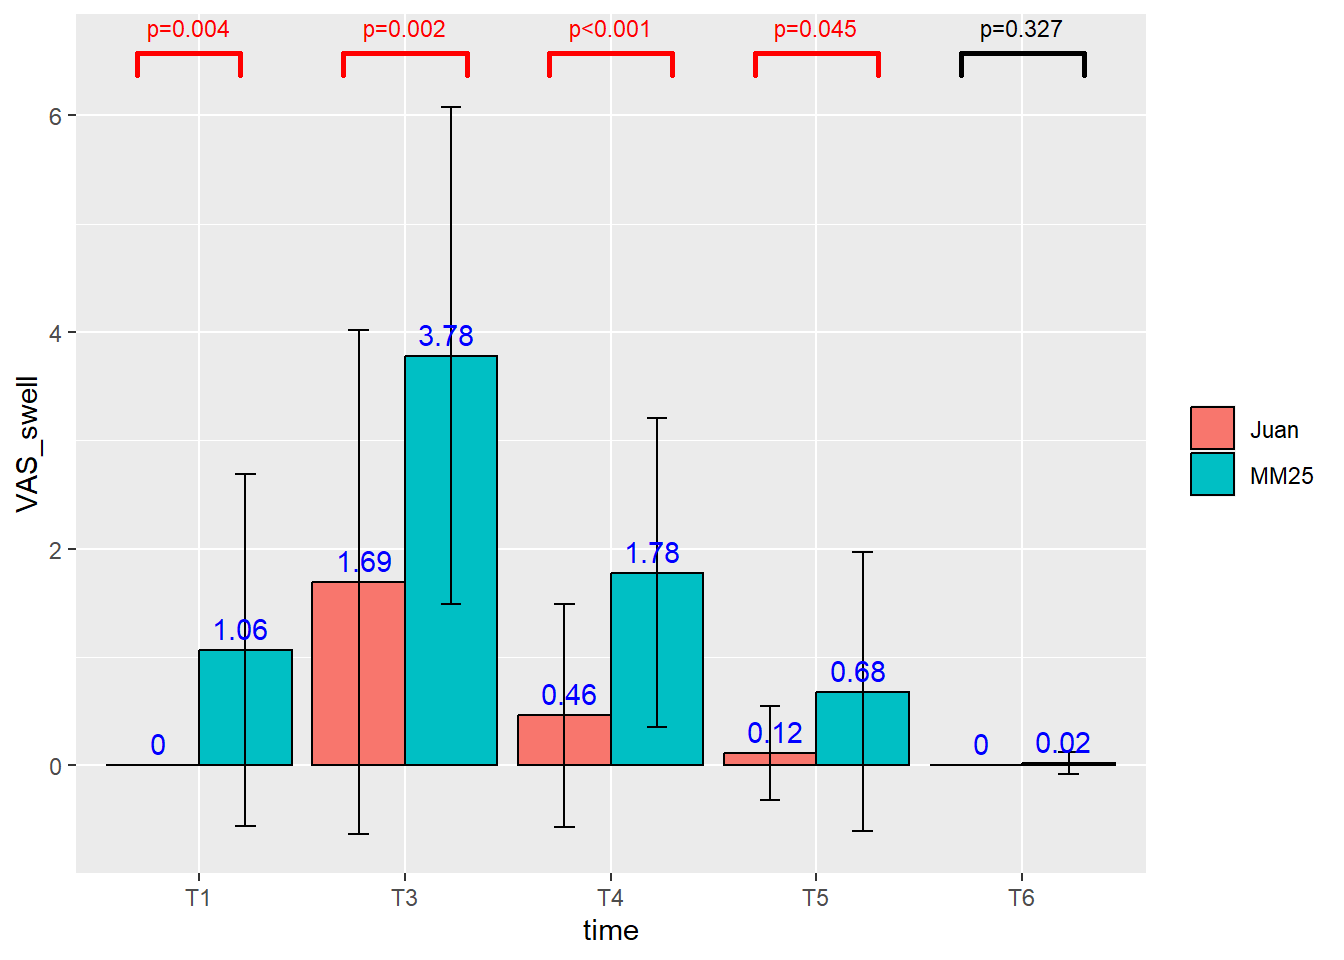 p=0.004 p=0.002 p<0.001 p=0.045 p=0.327
6
4
2
0
VAS_swell
0 1.06 1.69 3.78 0.46 1.78 0.12 0.68 0 0.02
T1 T3 T4 T5 T6
time
Juan
MM25